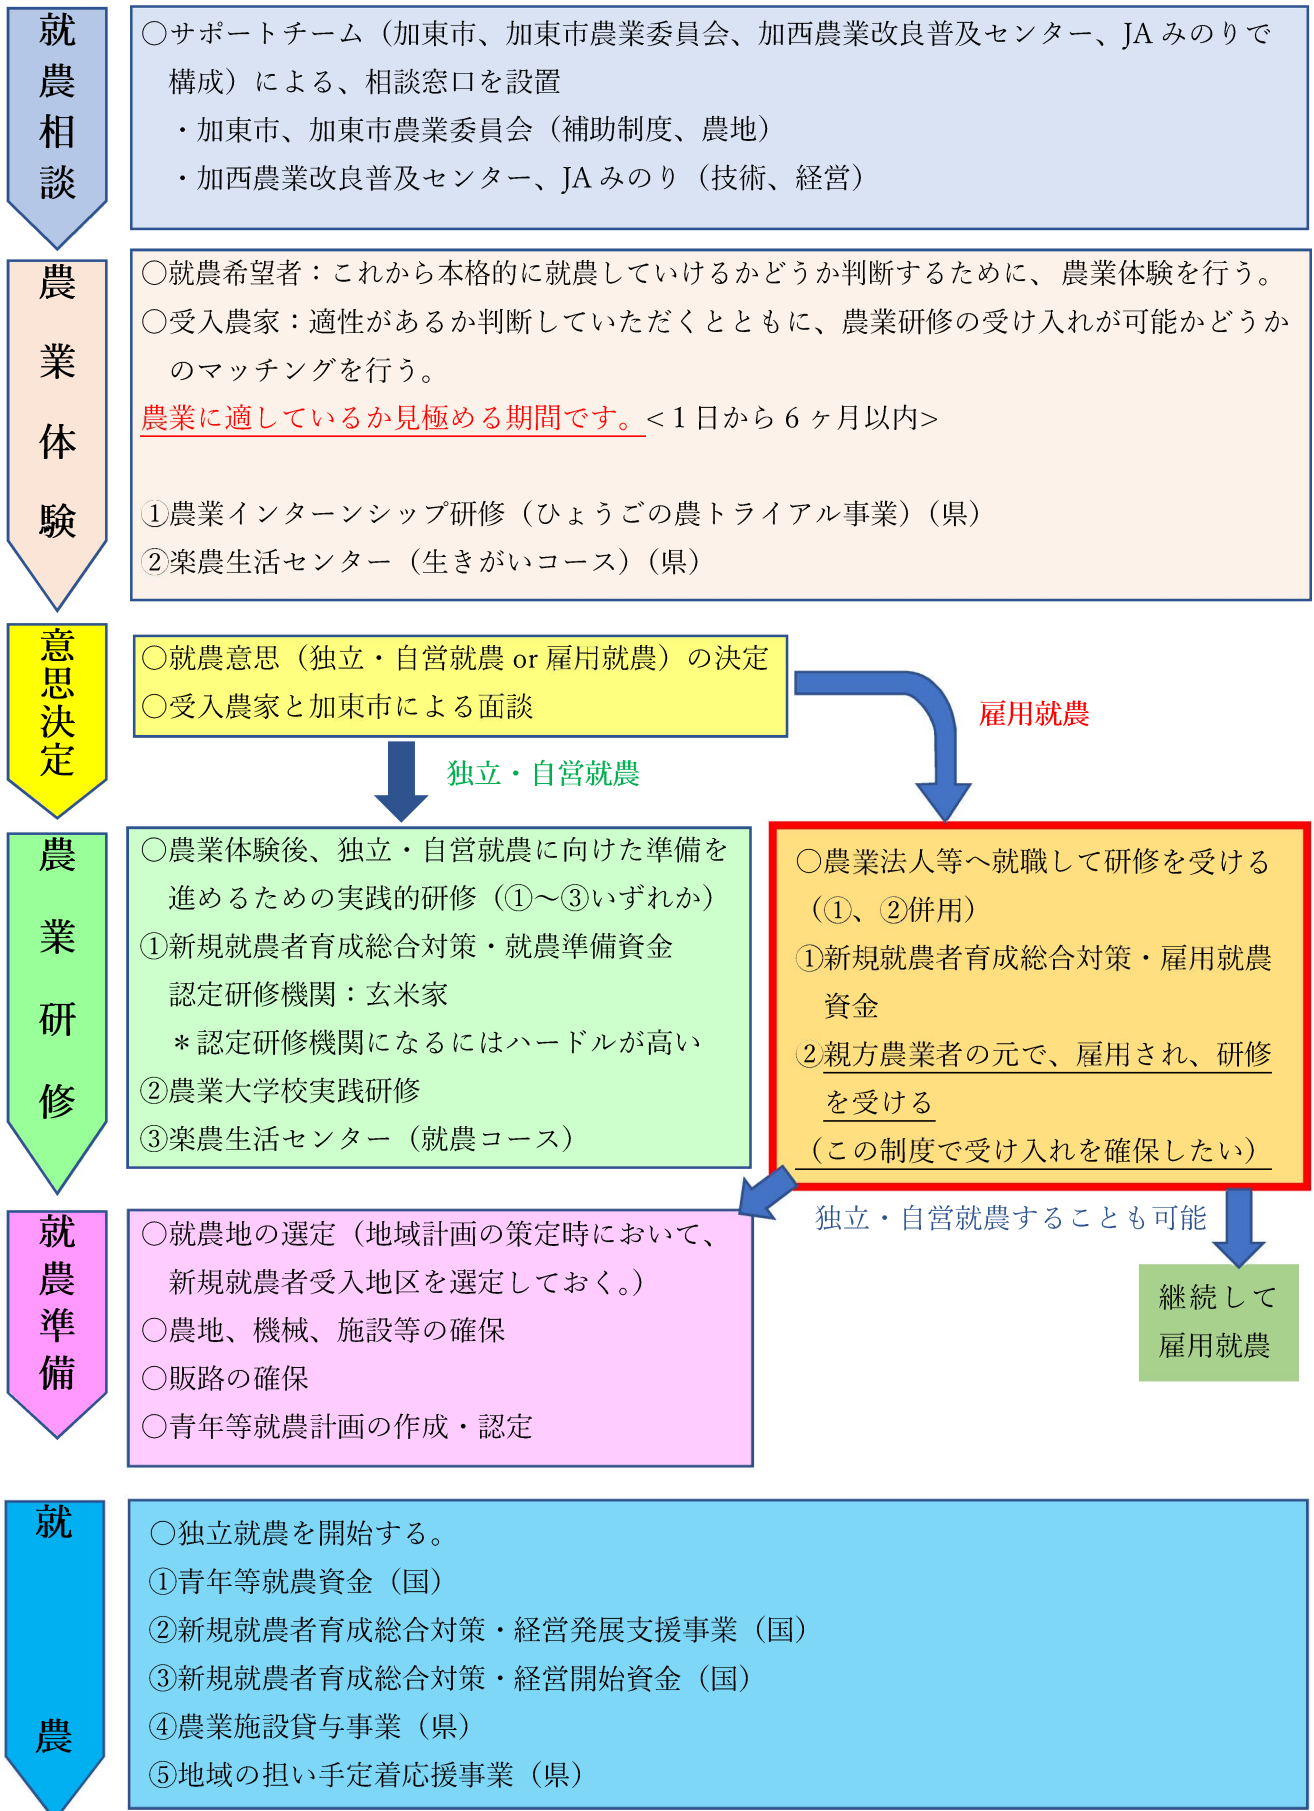 就農相談
〇サポートチーム（加東市、加東市農業委員会、加西農業改良普及センター、JAみのりで
構成）による、相談窓口を設置
・加東市、加東市農業委員会（補助制度、農地）
・加西農業改良普及センター、JAみのり（技術、経営）
農業体験
〇就農希望者：これから本格的に就農していけるかどうか判断するために、農業体験を行う。
〇受入農家：適性があるか判断していただくとともに、農業研修の受け入れが可能かどうか
のマッチングを行う。
農業に適しているか見極める期間です。<1日から6ヶ月以内>
①農業インターンシップ研修（ひょうごの農トライアル事業）（県）
②楽農生活センター（生きがいコース）（県）
意思決定
〇就農意思（独立・自営就農 or 雇用就農）の決定
〇受入農家と加東市による面談
雇用就農
独立・自営就農
農業研修
〇農業体験後、独立・自営就農に向けた準備を
進めるための実践的研修（①～③いずれか）
①新規就農者育成総合対策・就農準備資金
認定研修機関：玄米家
＊認定研修機関になるにはハードルが高い
②農業大学校実践研修
③楽農生活センター（就農コース）
〇農業法人等へ就職して研修を受ける
（①、②併用）
①新規就農者育成総合対策・雇用就農
資金
②親方農業者の元で、雇用され、研修
を受ける
（この制度で受け入れを確保したい）
独立・自営就農することも可能
継続して
雇用就農
就農準備
〇就農地の選定（地域計画の策定時において、
新規就農者受入地区を選定しておく。）
〇農地、機械、施設等の確保
〇販路の確保
〇青年等就農計画の作成・認定
就農
〇独立就農を開始する。
①青年等就農資金（国）
②新規就農者育成総合対策・経営発展支援事業（国）
③新規就農者育成総合対策・経営開始資金（国）
④農業施設貸与事業（県）
⑤地域の担い手定着応援事業（県）